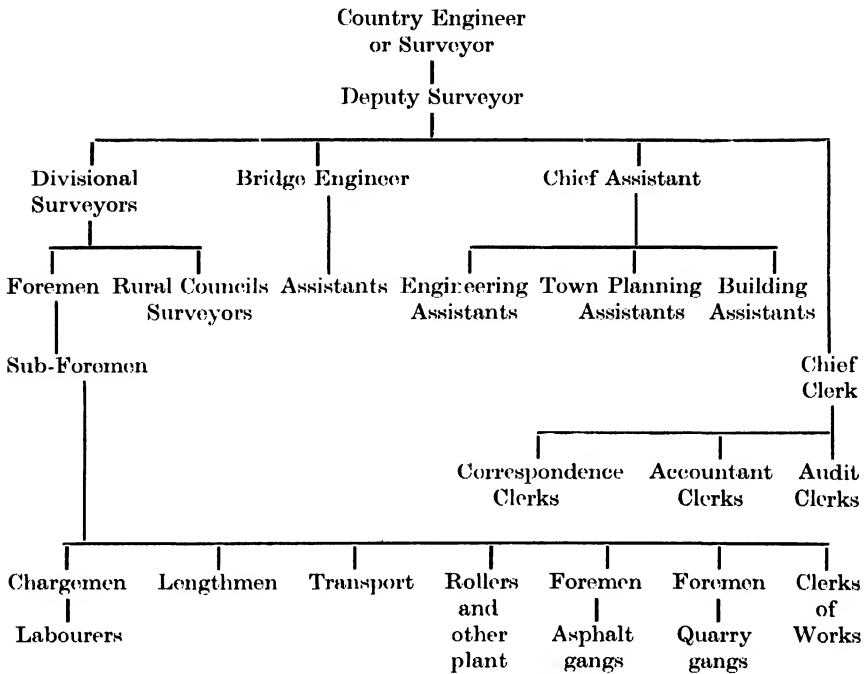 Country Engineer
or Surveyor
Deputy Surveyor
Divisional
Surveyors
Bridge Engineer
Chief Assistant
Foremen
Rural Councils
Surveyors
Assistants
Engineering
Assistants
Town Planning
Assistants
Building
Assistants
Sub-Foremen
Chief
Clerk
Correspondence
Clerks
Accountant
Clerks
Audit
Clerks
Chargemen
Labourers
Lengthmen
Transport
Rollers
and
other
plant
Foremen
Asphalt
gangs
Foremen
Quarry
gangs
Clerks
of
Works